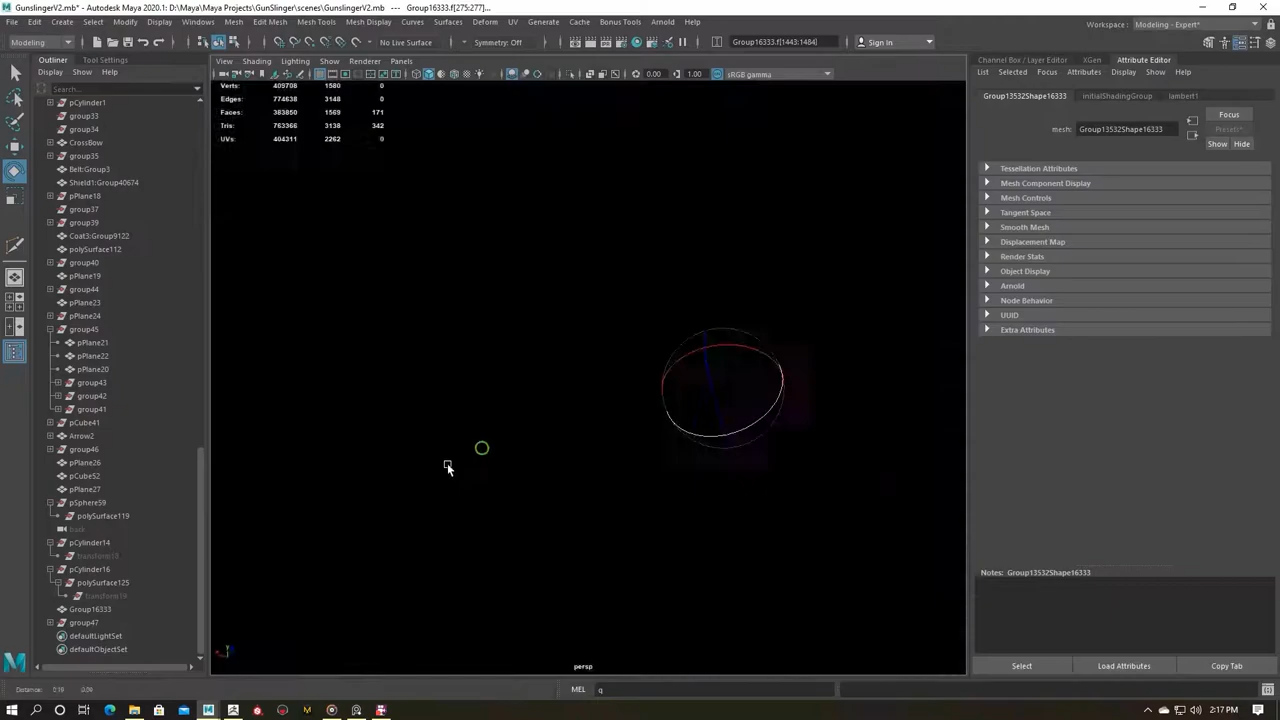 GunslingerV2.mb* - Autodesk Maya 2020.1: D:\Maya\Maya Projects\GunSlinger\scenes\GunslingerV2.mb --- Group16333.f[275:277]...
File Edit Create Select Modify Display Windows Mesh Edit Mesh Mesh Tools Mesh Display Curves Surfaces Deform UV Generate Cache Bonus Tools Arnold Help
Workspace : Modeling - Expert*
Modeling No Live Surface Symmetry: Off Group16333.f[1443:1484] Sign In
Outliner Tool Settings
Display Show Help
Search...
pCylinder1
group33
group34
CrossBow
group35
Belt:Group3
Shield1:Group40674
pPlane18
group37
group39
Coat3:Group9122
polySurface112
group40
pPlane19
group44
pPlane23
pPlane24
group45
pPlane21
pPlane22
pPlane20
group43
group42
group41
pCube41
Arrow2
group46
pPlane26
pCube52
pPlane27
pSphere59
polySurface119
back
pCylinder14
transform18
pCylinder16
polySurface125
Group16333
group47
defaultLightSet
defaultObjectSet
View Shading Lighting Show Renderer Panels
0.00 1.00 sRGB gamma
Verts: 409708 1580 0
Edges: 774638 3148 0
Faces: 383850 1569 171
Tris: 763366 3138 342
UVs: 404311 2262 0
persp
Channel Box / Layer Editor XGen Attribute Editor
List Selected Focus Attributes Display Show Help
Group13532Shape16333 initialShadingGroup lambert1
Focus
mesh: Group13532Shape16333
Presets*
Show Hide
Tessellation Attributes
Mesh Component Display
Mesh Controls
Tangent Space
Smooth Mesh
Displacement Map
Render Stats
Object Display
Arnold
Node Behavior
UUID
Extra Attributes
Notes: Group13532Shape16333
Select Load Attributes Copy Tab
MEL q
2:17 PM